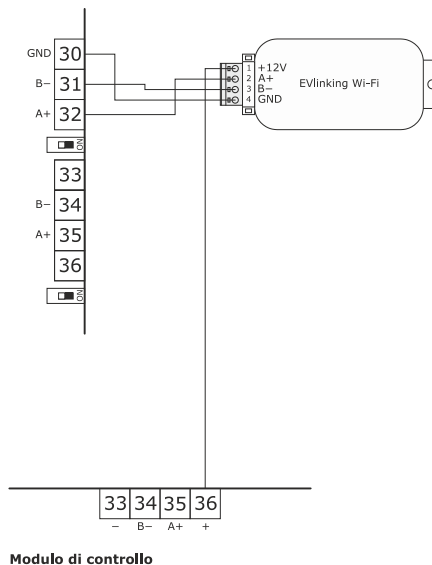 GND 30
B− 31
A+ 32
ON
33
B− 34
A+ 35
36
ON
1 +12V
2 A+
3 B−
4 GND
EVlinking Wi-Fi
33 34 35 36
− B− A+ +
Modulo di controllo